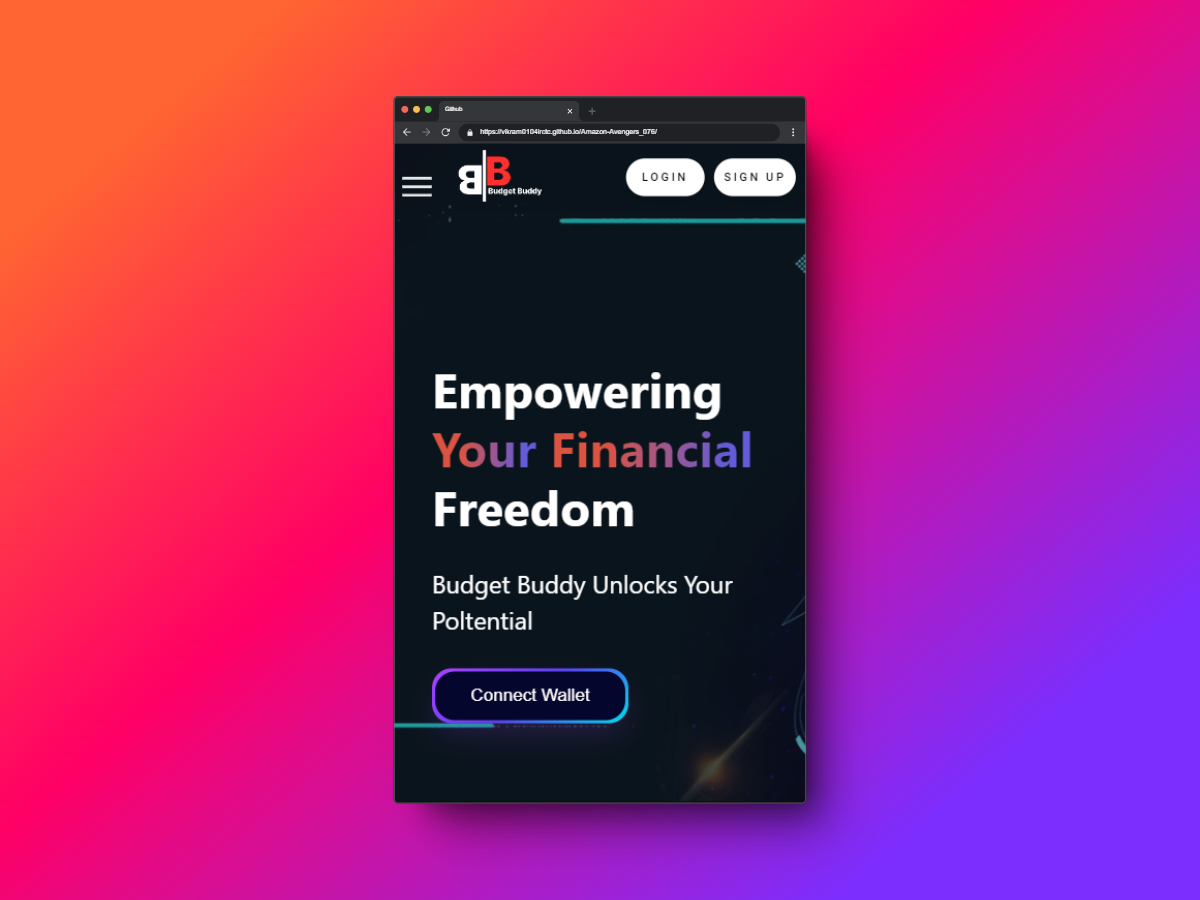 Github
https://vikram0104irctc.github.io/Amazon-Avengers_076/
BB
Budget Buddy
LOGIN
SIGN UP
Empowering
Your Financial
Freedom
Budget Buddy Unlocks Your
Poltential
Connect Wallet